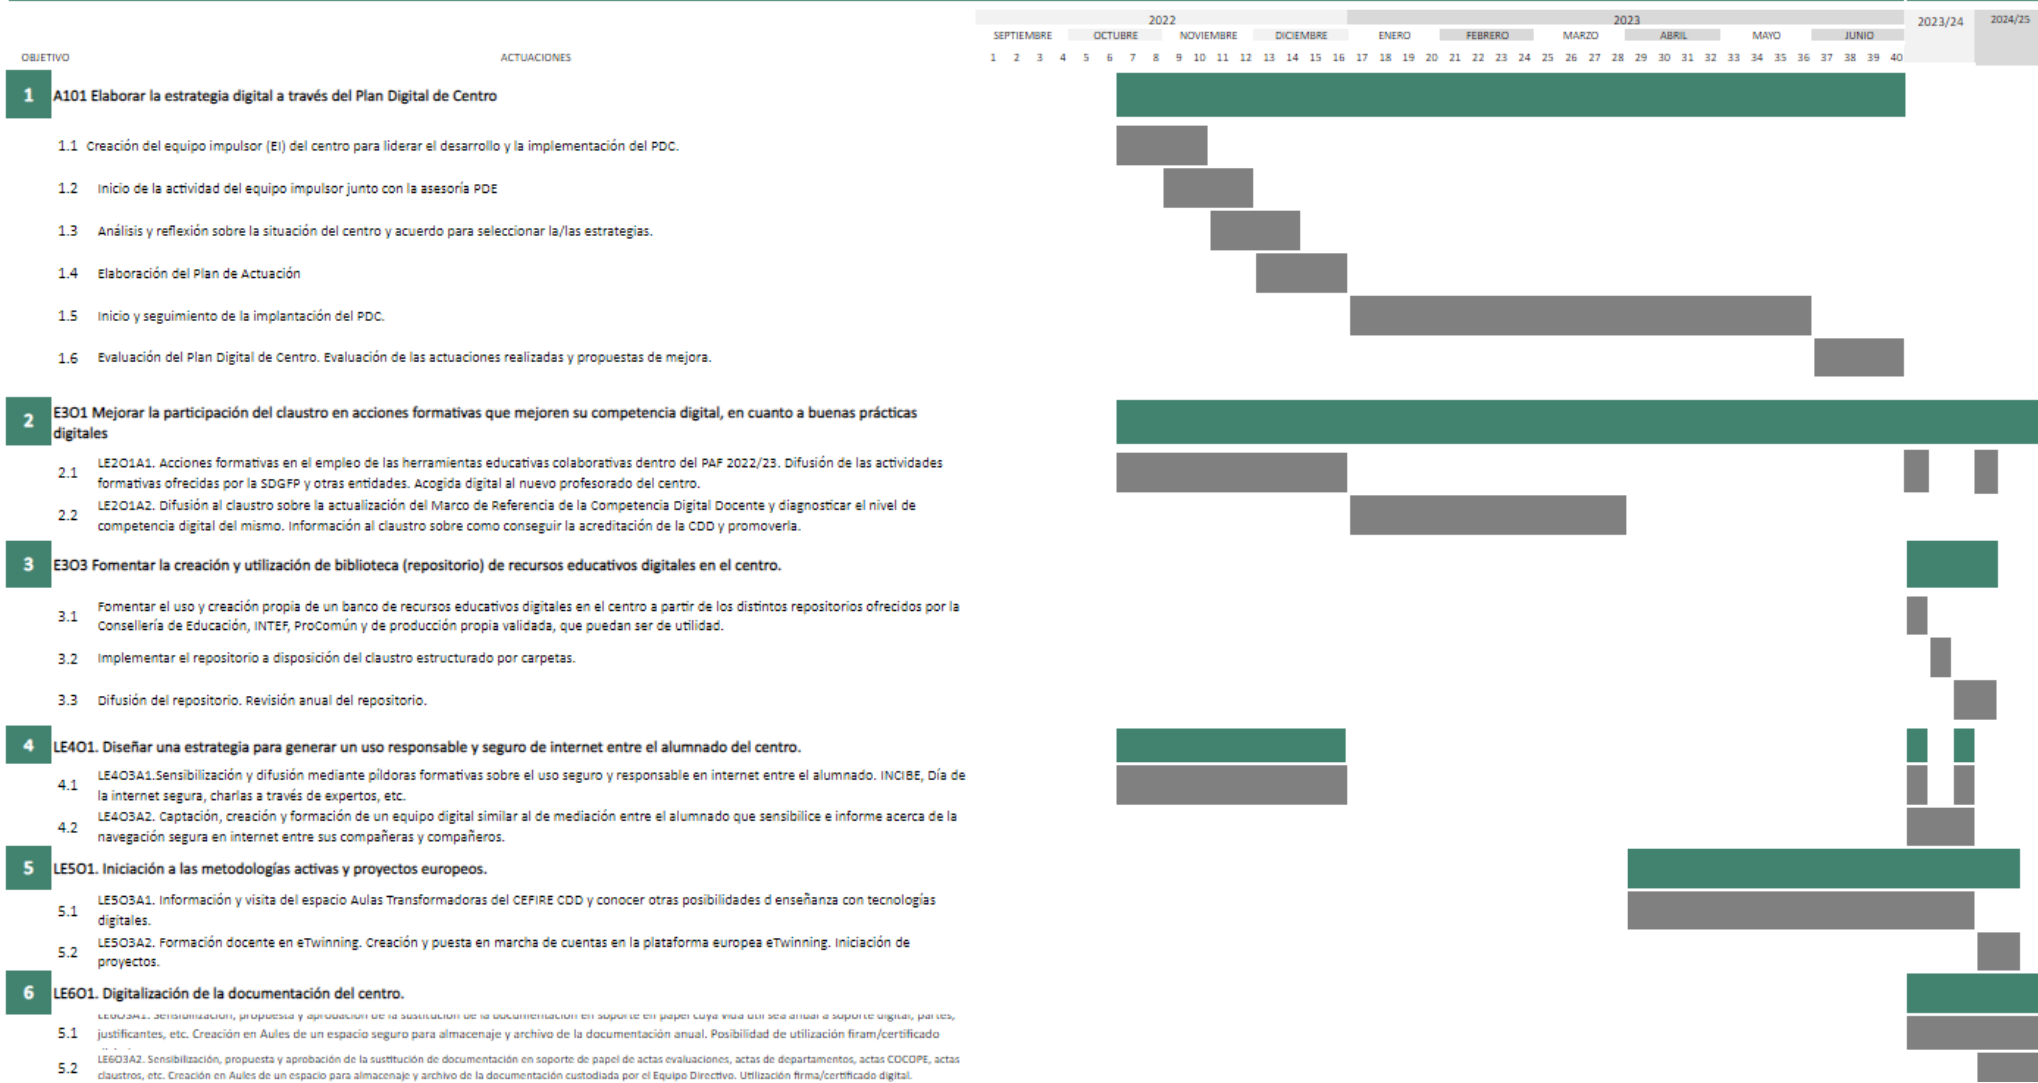 2022 2023 2023/24 2024/25
SEPTIEMBRE OCTUBRE NOVIEMBRE DICIEMBRE ENERO FEBRERO MARZO ABRIL MAYO JUNIO
OBJETIVO ACTUACIONES 1 2 3 4 5 6 7 8 9 10 11 12 13 14 15 16 17 18 19 20 21 22 23 24 25 26 27 28 29 30 31 32 33 34 35 36 37 38 39 40
1 A101 Elaborar la estrategia digital a través del Plan Digital de Centro
1.1 Creación del equipo impulsor (EI) del centro para liderar el desarrollo y la implementación del PDC.
1.2 Inicio de la actividad del equipo impulsor junto con la asesoría PDE
1.3 Análisis y reflexión sobre la situación del centro y acuerdo para seleccionar la/las estrategias.
1.4 Elaboración del Plan de Actuación
1.5 Inicio y seguimiento de la implantación del PDC.
1.6 Evaluación del Plan Digital de Centro. Evaluación de las actuaciones realizadas y propuestas de mejora.
2 E3O1 Mejorar la participación del claustro en acciones formativas que mejoren su competencia digital, en cuanto a buenas prácticas
digitales
2.1 LE2O1A1. Acciones formativas en el empleo de las herramientas educativas colaborativas dentro del PAF 2022/23. Difusión de las actividades
formativas ofrecidas por la SDGFP y otras entidades. Acogida digital al nuevo profesorado del centro.
2.2 LE2O1A2. Difusión al claustro sobre la actualización del Marco de Referencia de la Competencia Digital Docente y diagnosticar el nivel de
competencia digital del mismo. Información al claustro sobre como conseguir la acreditación de la CDD y promoverla.
3 E3O3 Fomentar la creación y utilización de biblioteca (repositorio) de recursos educativos digitales en el centro.
3.1 Fomentar el uso y creación propia de un banco de recursos educativos digitales en el centro a partir de los distintos repositorios ofrecidos por la
Consellería de Educación, INTEF, ProComún y de producción propia validada, que puedan ser de utilidad.
3.2 Implementar el repositorio a disposición del claustro estructurado por carpetas.
3.3 Difusión del repositorio. Revisión anual del repositorio.
4 LE4O1. Diseñar una estrategia para generar un uso responsable y seguro de internet entre el alumnado del centro.
4.1 LE4O3A1.Sensibilización y difusión mediante píldoras formativas sobre el uso seguro y responsable en internet entre el alumnado. INCIBE, Día de
la internet segura, charlas a través de expertos, etc.
4.2 LE4O3A2. Captación, creación y formación de un equipo digital similar al de mediación entre el alumnado que sensibilice e informe acerca de la
navegación segura en internet entre sus compañeras y compañeros.
5 LE5O1. Iniciación a las metodologías activas y proyectos europeos.
5.1 LE5O3A1. Información y visita del espacio Aulas Transformadoras del CEFIRE CDD y conocer otras posibilidades d enseñanza con tecnologías
digitales.
5.2 LE5O3A2. Formación docente en eTwinning. Creación y puesta en marcha de cuentas en la plataforma europea eTwinning. Iniciación de
proyectos.
6 LE6O1. Digitalización de la documentación del centro.
LE6O3A1. Sensibilización, propuesta y aprobación de la sustitución de la documentación en soporte en papel cuya vida útil sea anual a soporte digital, partes,
5.1 justificantes, etc. Creación en Aules de un espacio seguro para almacenaje y archivo de la documentación anual. Posibilidad de utilización firam/certificado
5.2 LE6O3A2. Sensibilización, propuesta y aprobación de la sustitución de documentación en soporte de papel de actas evaluaciones, actas de departamentos, actas COCOPE, actas
claustros, etc. Creación en Aules de un espacio para almacenaje y archivo de la documentación custodiada por el Equipo Directivo. Utilización firma/certificado digital.